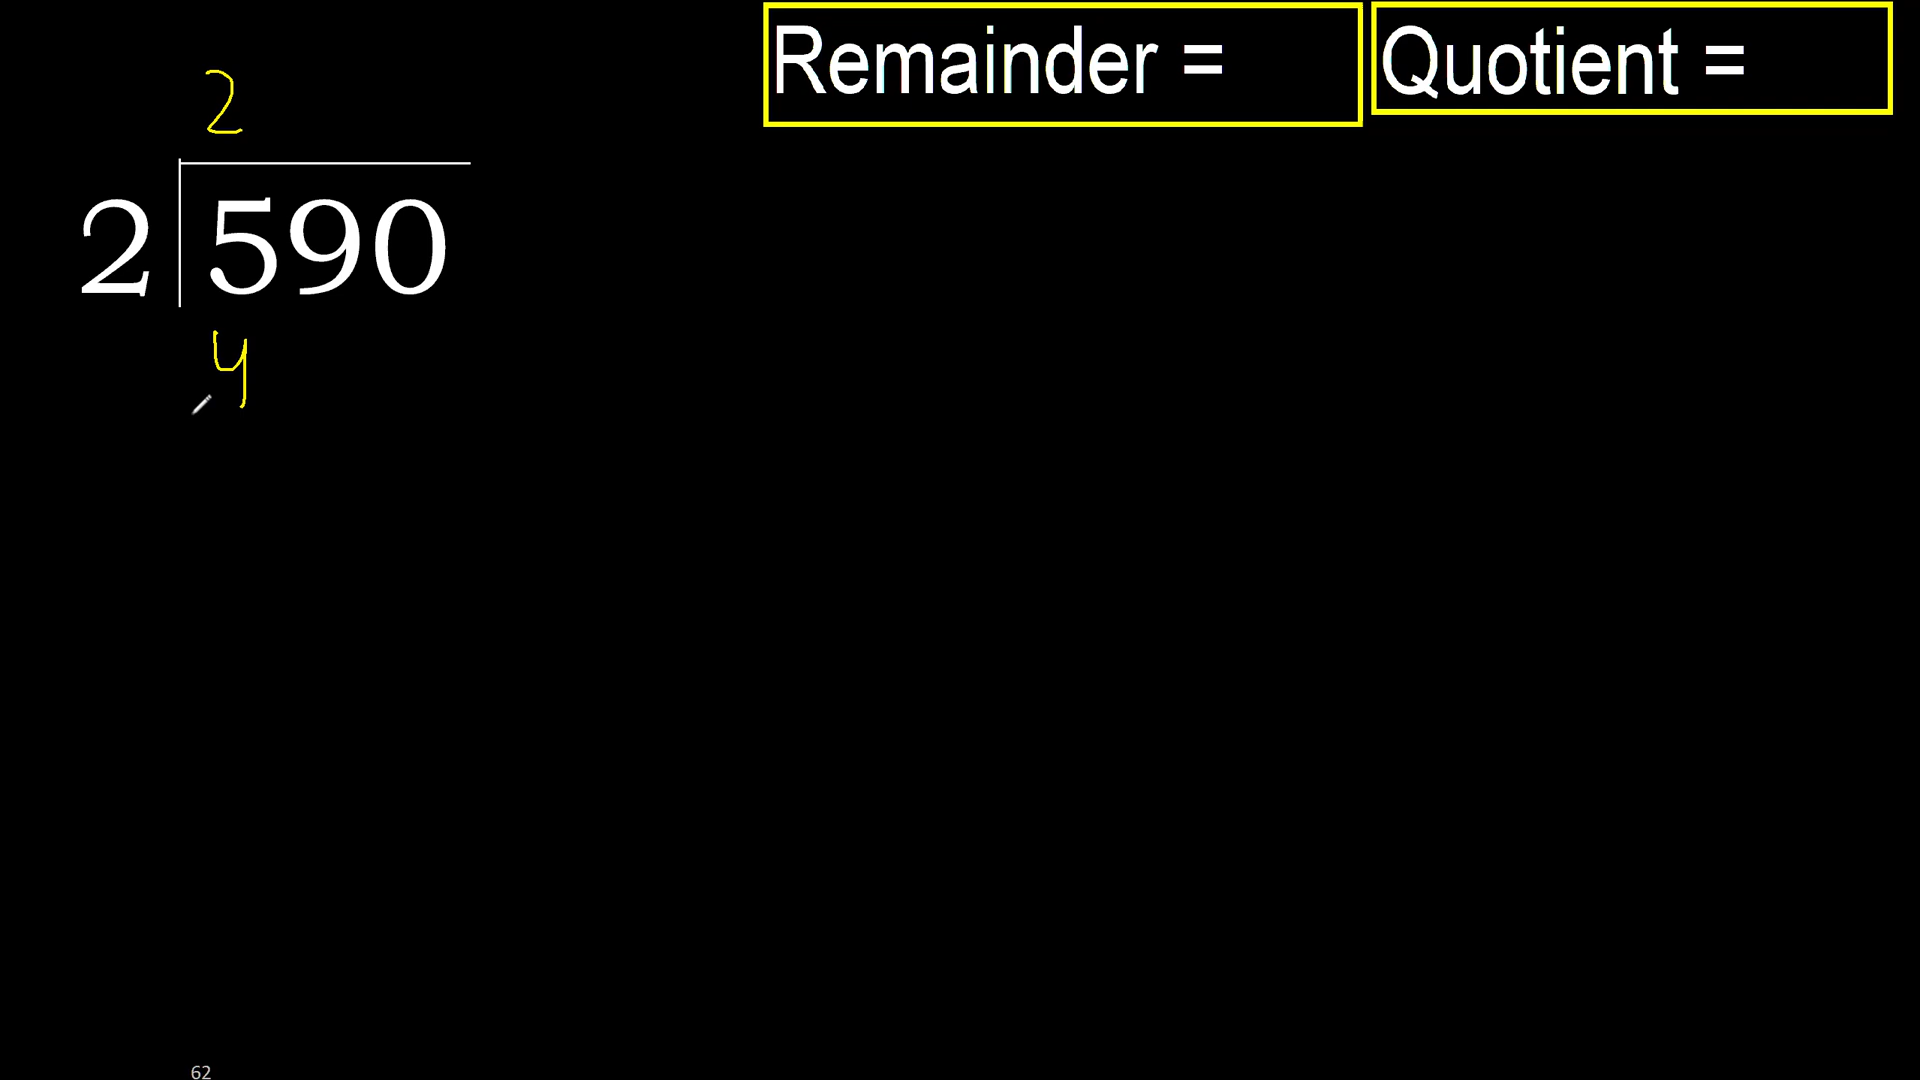 Remainder =
Quotient =
2
2 590
4
62